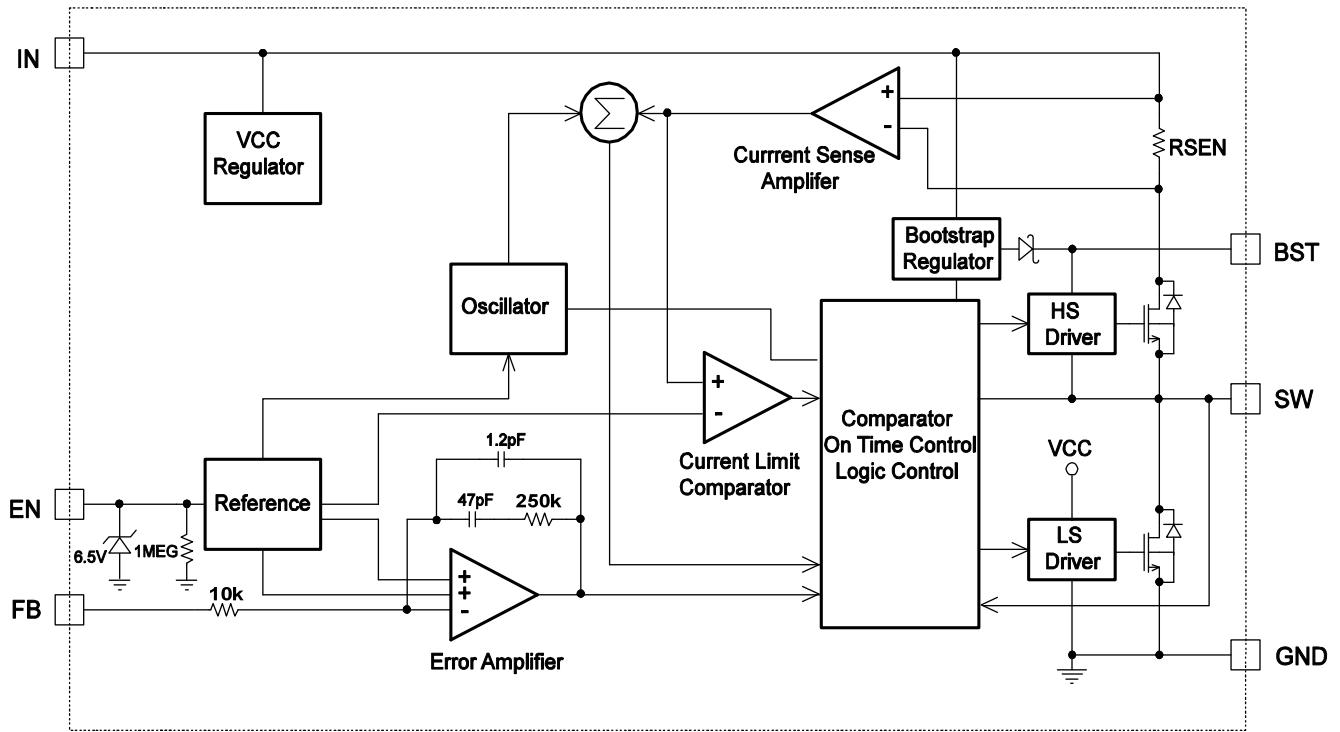 IN
VCC
Regulator
Σ
+
-
Currrent Sense
Amplifer
RSEN
Bootstrap
Regulator
BST
Oscillator
HS
Driver
+
-
Current Limit
Comparator
Comparator
On Time Control
Logic Control
SW
VCC
1.2pF
47pF
250k
EN
Reference
6.5V
1MEG
LS
Driver
+
+
-
10k
FB
Error Amplifier
GND